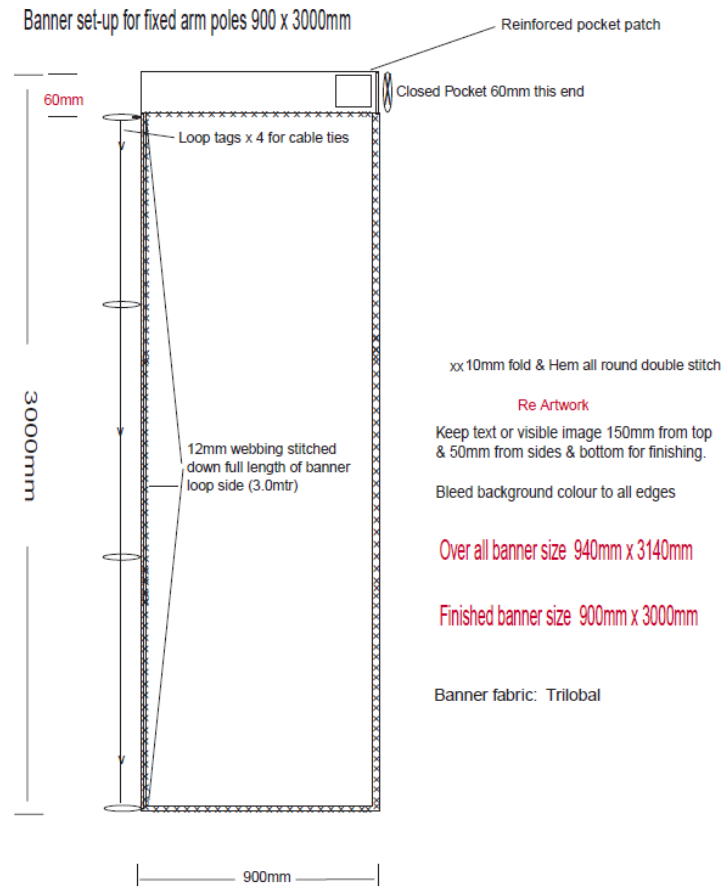 Banner set-up for fixed arm poles 900 x 3000mm
Reinforced pocket patch
60mm
Closed Pocket 60mm this end
Loop tags x 4 for cable ties
xx 10mm fold & Hem all round double stitch
Re Artwork
Keep text or visible image 150mm from top
& 50mm from sides & bottom for finishing.
3000mm
12mm webbing stitched
down full length of banner
loop side (3.0mtr)
Bleed background colour to all edges
Over all banner size 940mm x 3140mm
Finished banner size 900mm x 3000mm
Banner fabric: Trilobal
900mm